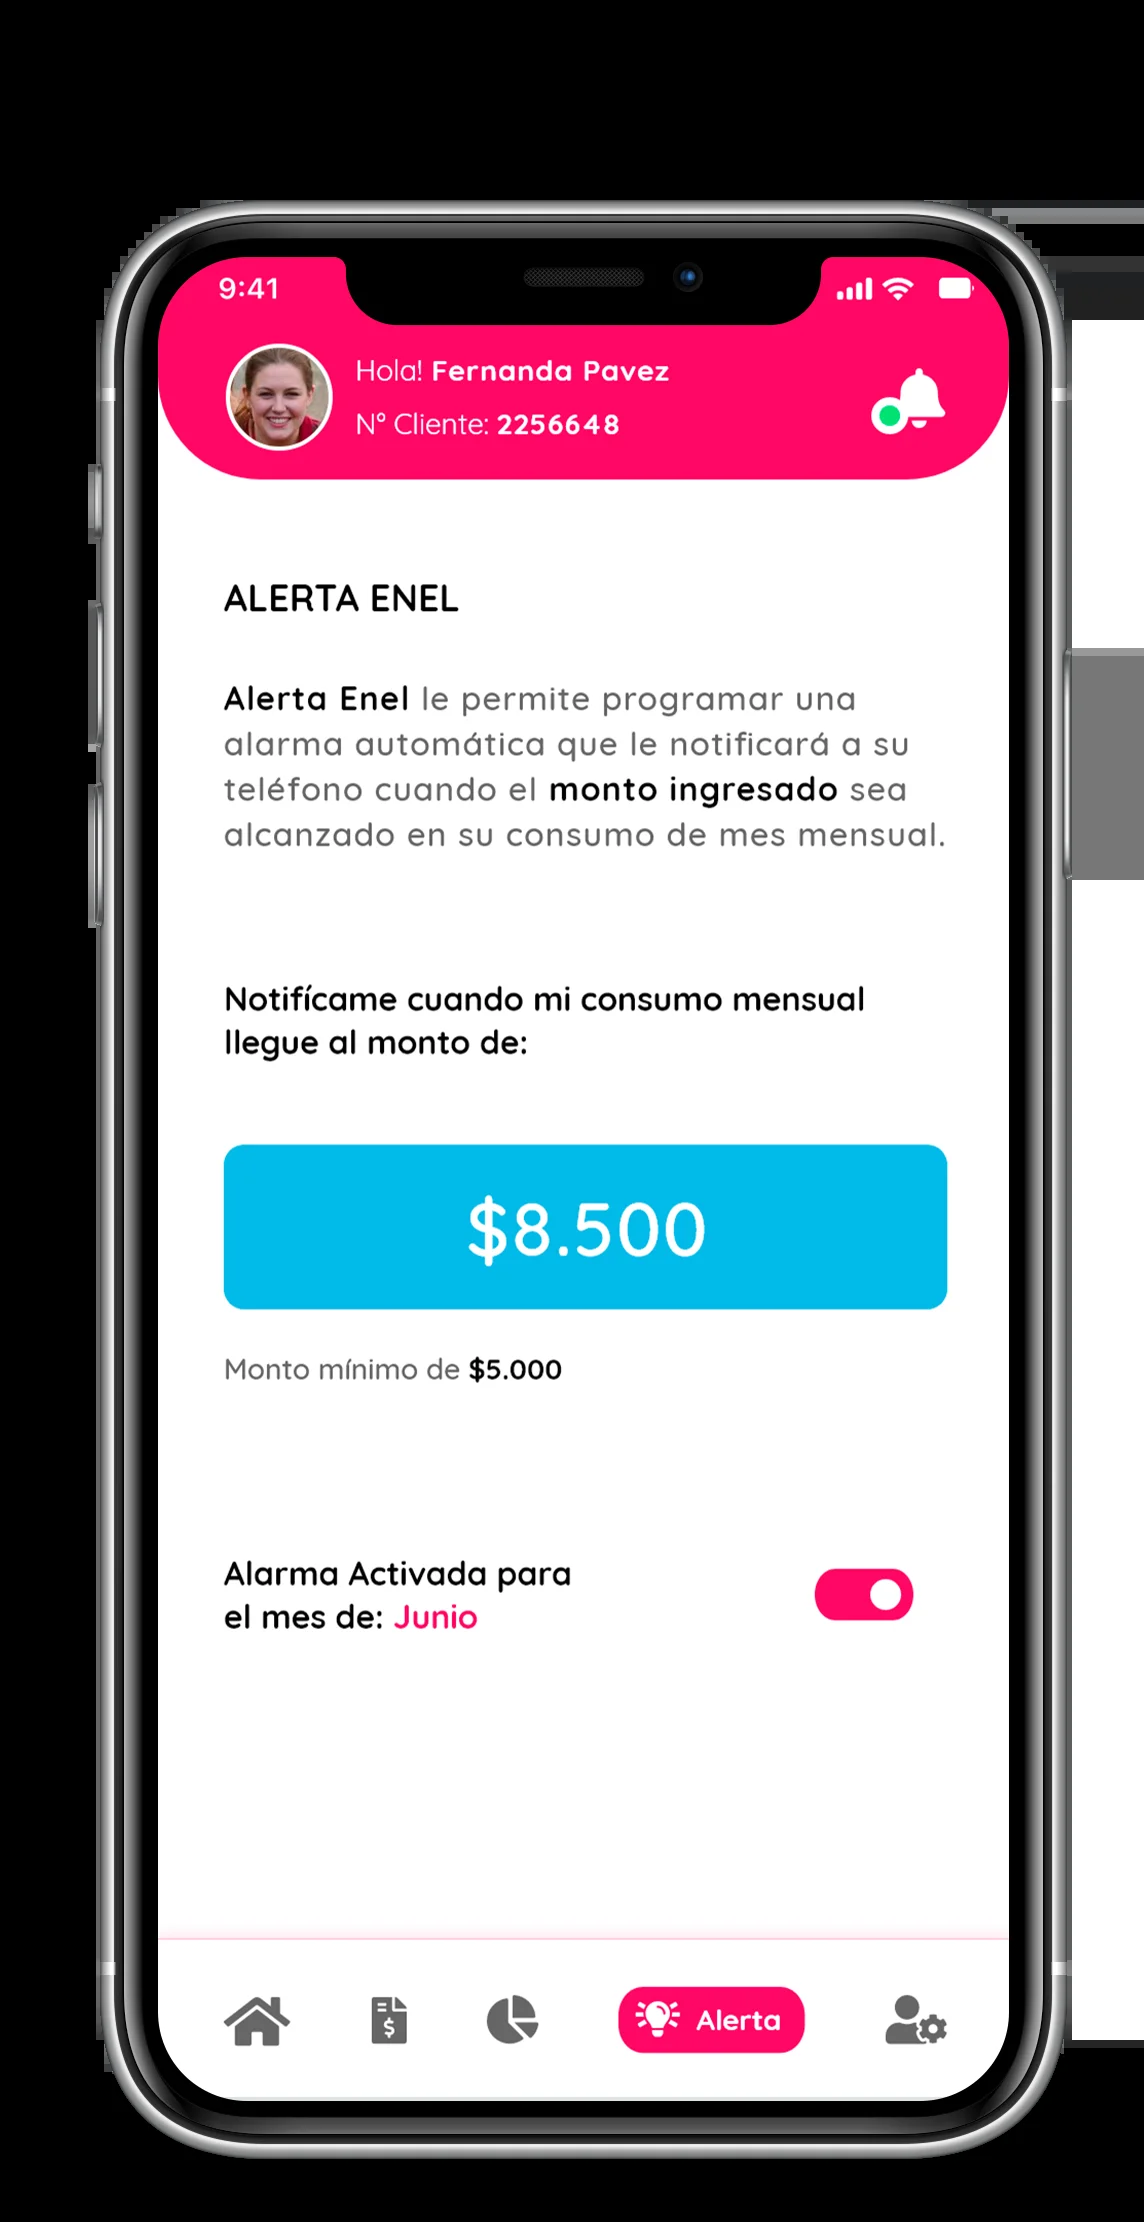 9:41
Hola! Fernanda Pavez
N° Cliente: 2256648
ALERTA ENEL
Alerta Enel le permite programar una
alarma automática que le notificará a su
teléfono cuando el monto ingresado sea
alcanzado en su consumo de mes mensual.
Notifícame cuando mi consumo mensual
llegue al monto de:
$8.500
Monto mínimo de $5.000
Alarma Activada para
el mes de: Junio
$
Alerta